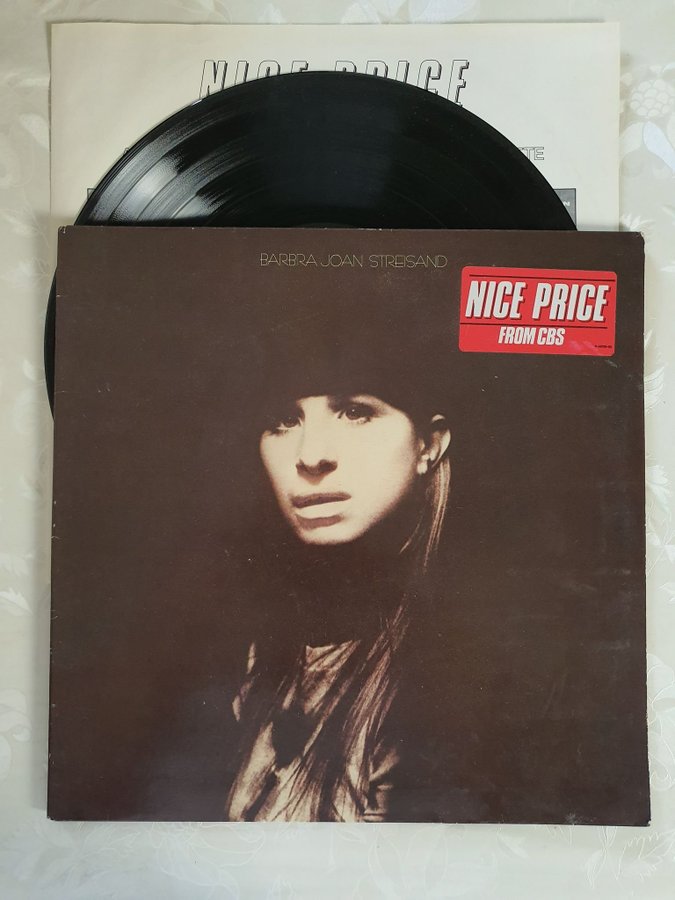 NICE PRICE
BARBRA JOAN STREISAND
NICE PRICE
FROM CBS